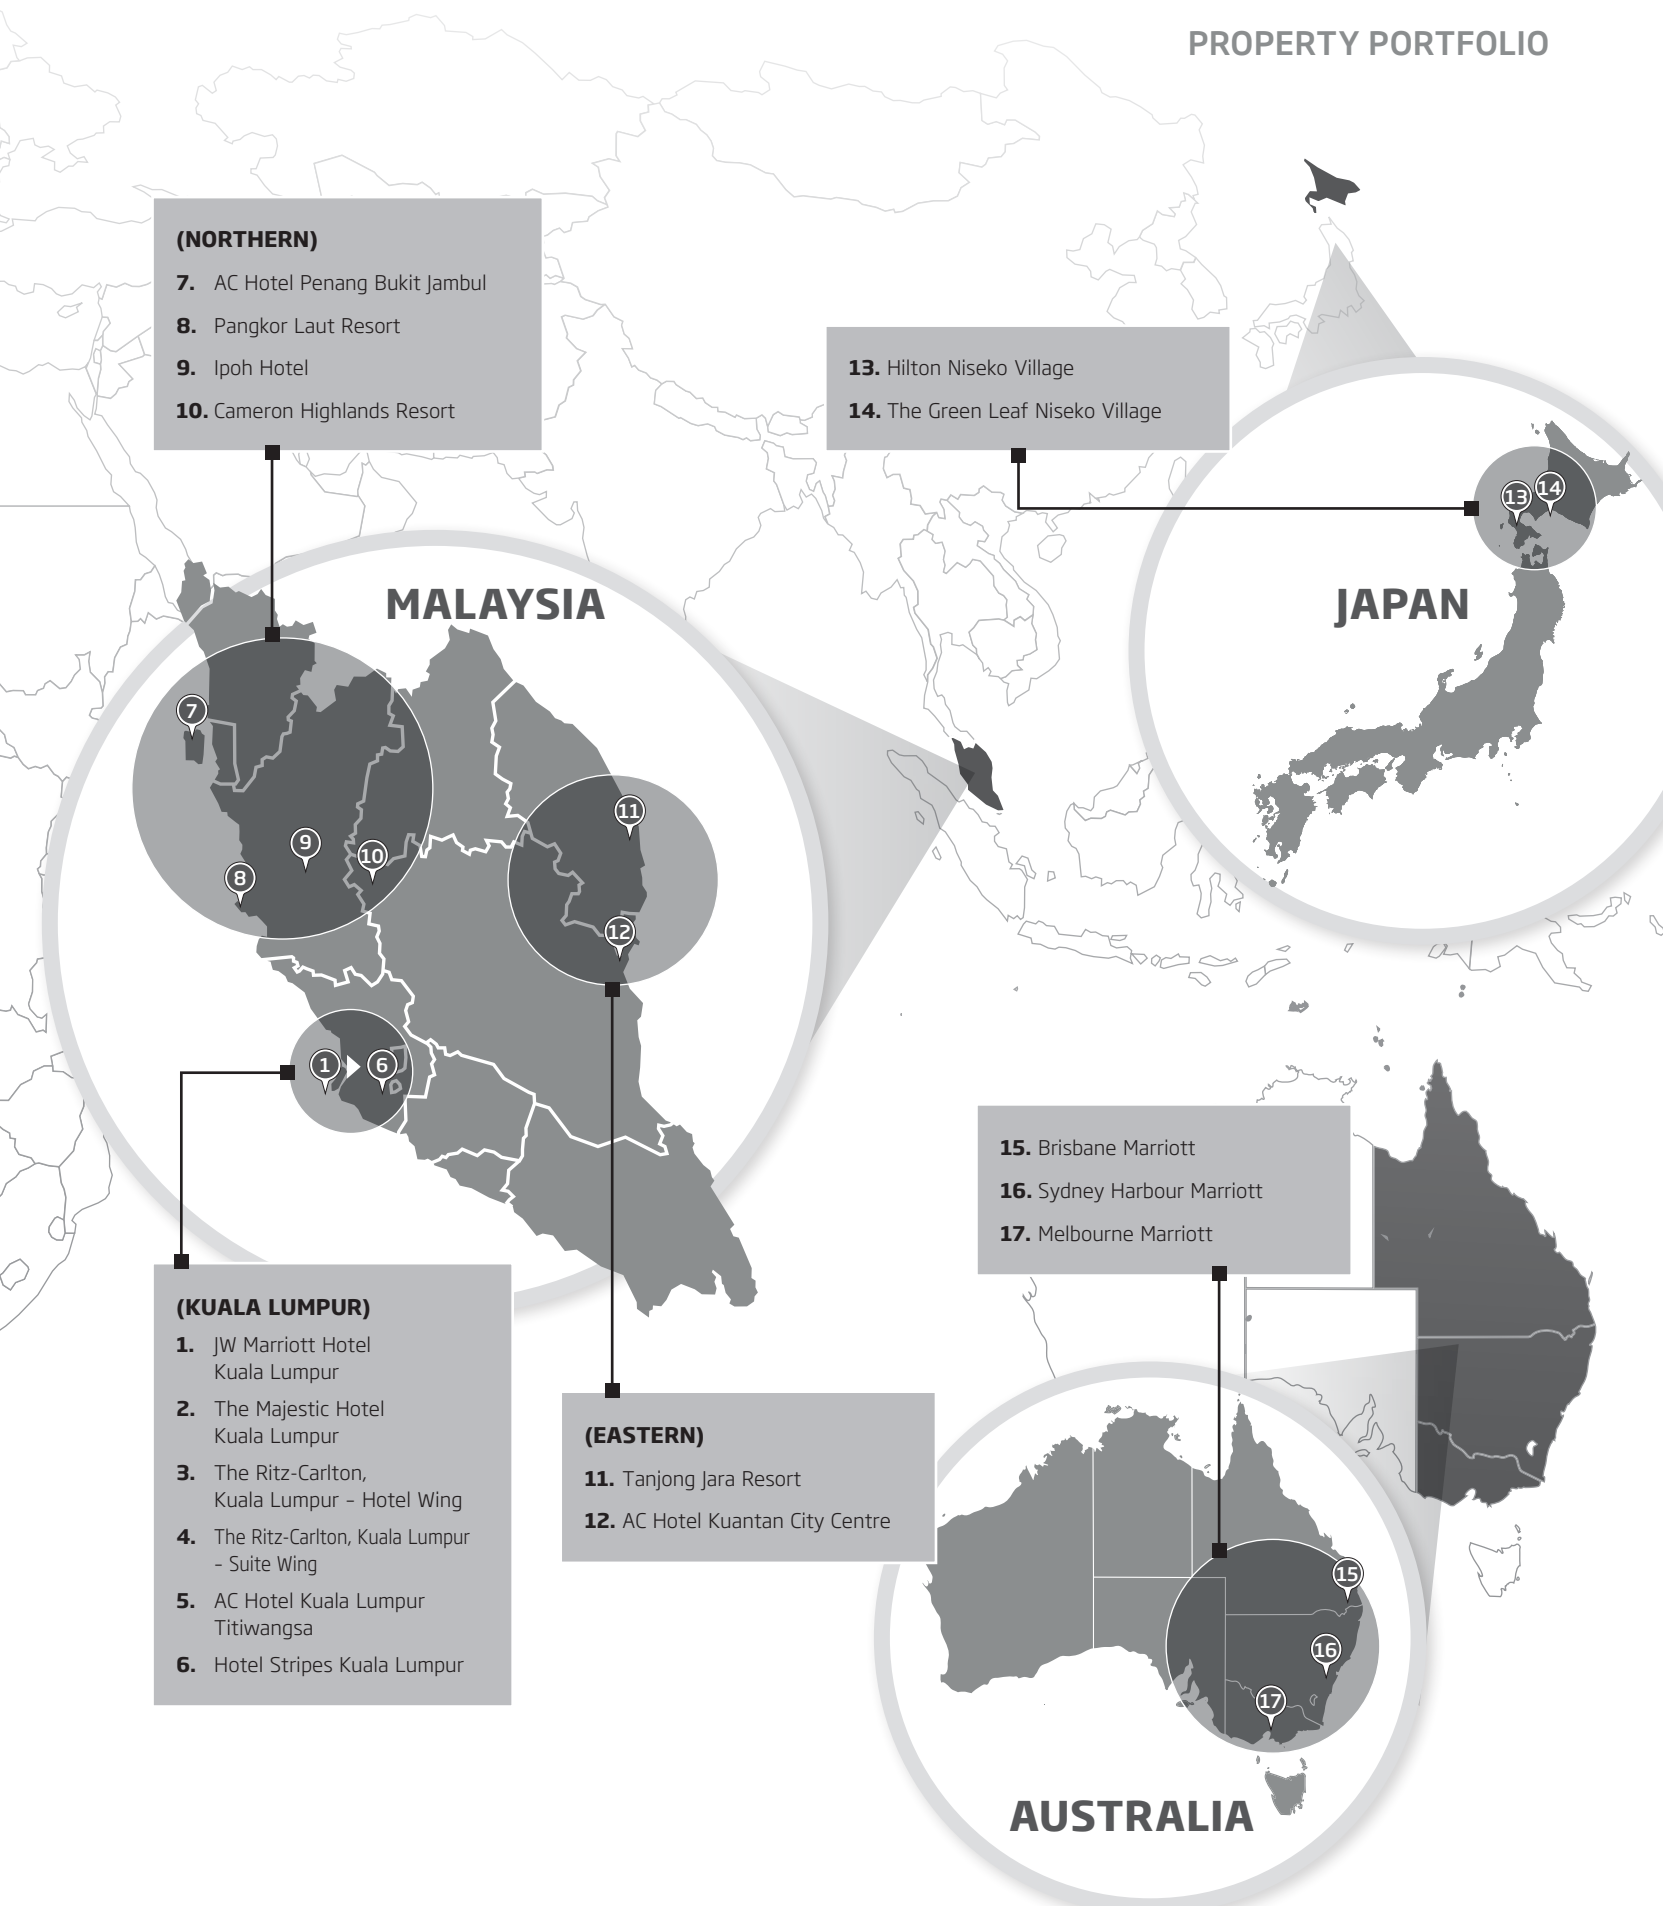 PROPERTY PORTFOLIO
(NORTHERN)
7. AC Hotel Penang Bukit Jambul
8. Pangkor Laut Resort
9. Ipoh Hotel
10. Cameron Highlands Resort
13. Hilton Niseko Village
14. The Green Leaf Niseko Village
13
14
JAPAN
MALAYSIA
7
8
9
10
11
12
1
6
15. Brisbane Marriott
16. Sydney Harbour Marriott
17. Melbourne Marriott
(KUALA LUMPUR)
1. JW Marriott Hotel
Kuala Lumpur
2. The Majestic Hotel
Kuala Lumpur
3. The Ritz-Carlton,
Kuala Lumpur – Hotel Wing
4. The Ritz-Carlton, Kuala Lumpur
– Suite Wing
5. AC Hotel Kuala Lumpur
Titiwangsa
6. Hotel Stripes Kuala Lumpur
(EASTERN)
11. Tanjong Jara Resort
12. AC Hotel Kuantan City Centre
15
16
17
AUSTRALIA